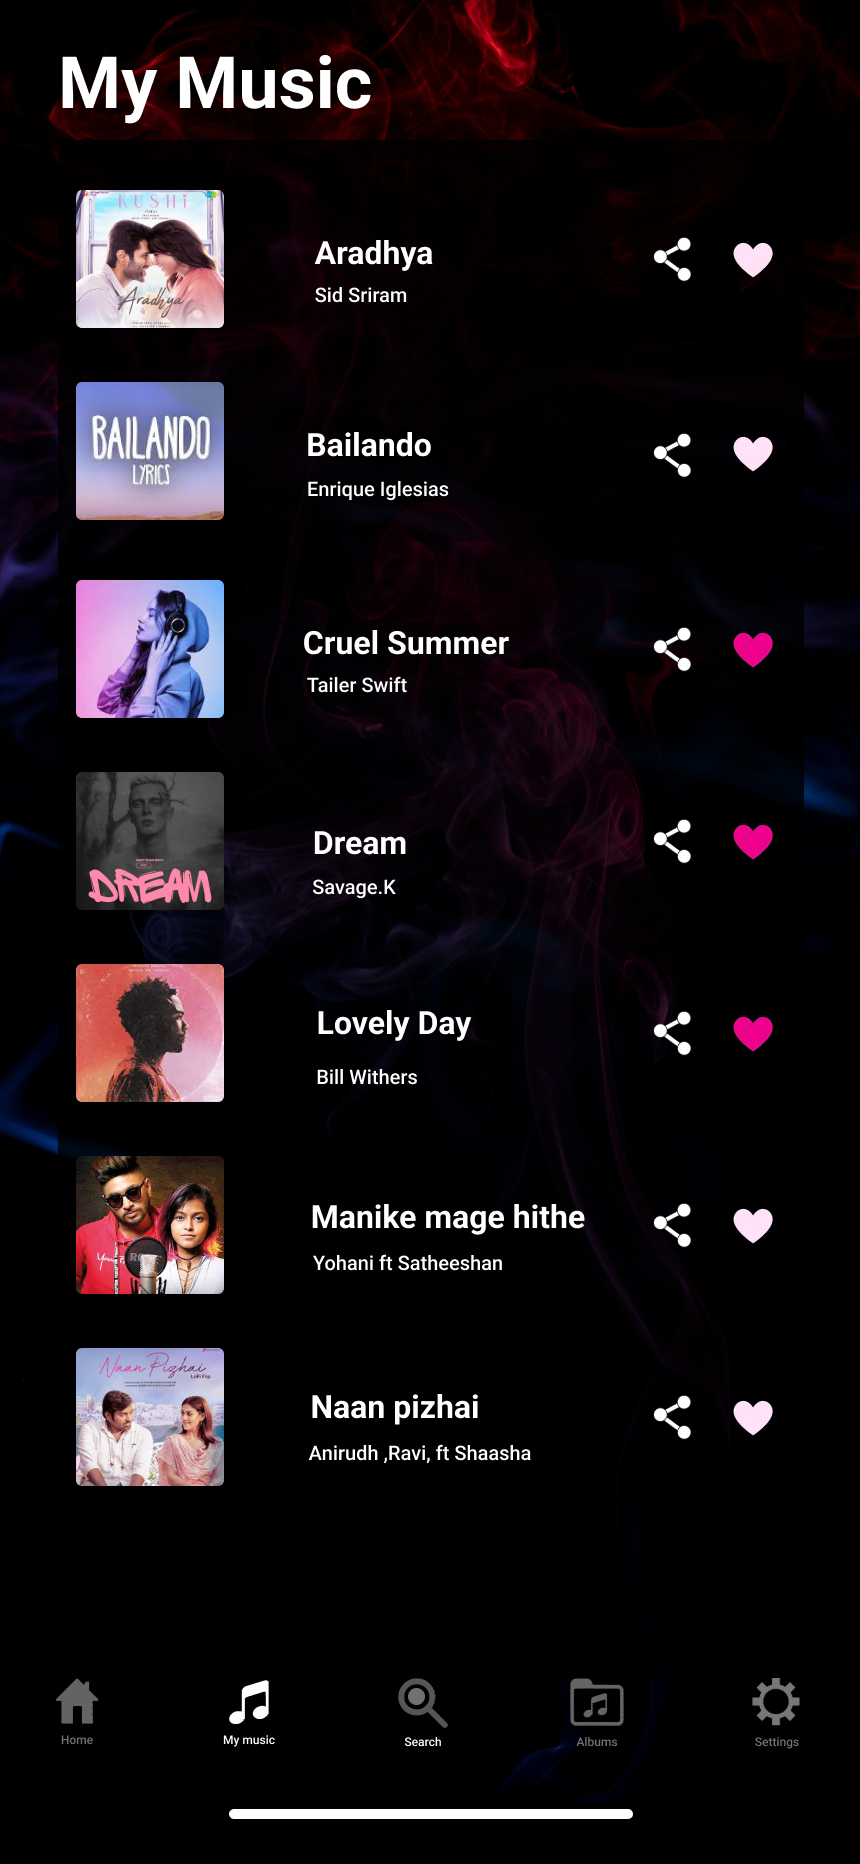 My Music
KUSHi
Aradhya
Aradhya
Sid Sriram
BAILANDO
LYRICS
Bailando
Enrique Iglesias
Cruel Summer
Tailer Swift
DREAM
Dream
Savage.K
Lovely Day
Bill Withers
Manike mage hithe
Yohani ft Satheeshan
Naan Pizhai
LoFi Flip
Naan pizhai
Anirudh ,Ravi, ft Shaasha
Home
My music
Search
Albums
Settings